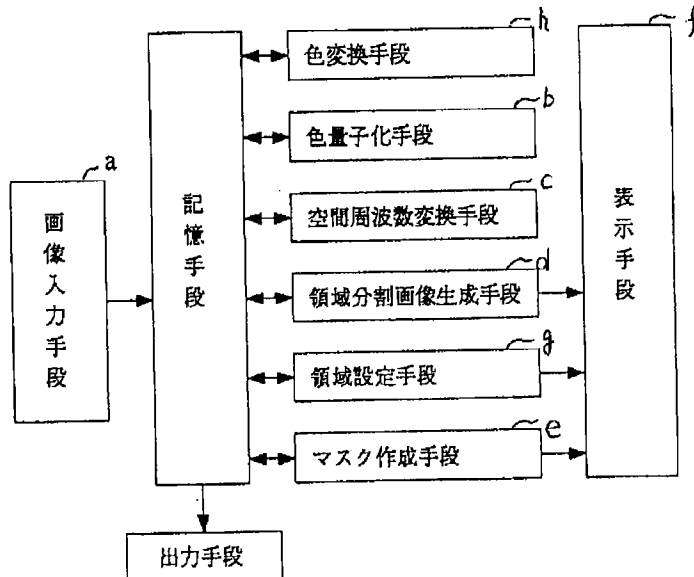 h
色変換手段
f
b
色量子化手段
a
c
空間周波数変換手段
画像入力手段
記憶手段
表示手段
d
領域分割画像生成手段
g
領域設定手段
e
マスク作成手段
出力手段